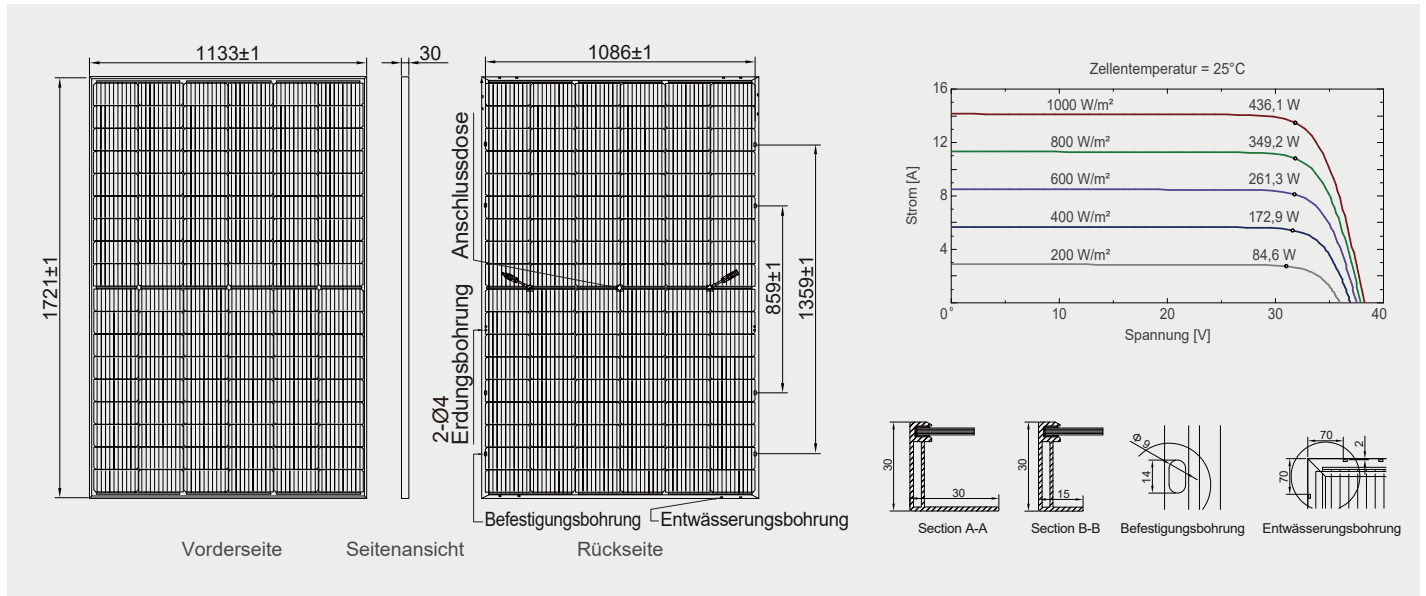 1133±1
30
1086±1
1721±1
Anschlussdose
2-Ø4
Erdungsbohrung
859±1
1359±1
Befestigungsbohrung
Entwässerungsbohrung
Vorderseite
Seitenansicht
Rückseite
Zellentemperatur = 25°C
Strom [A]
16
12
8
4
0
1000 W/m²
436,1 W
800 W/m²
349,2 W
600 W/m²
261,3 W
400 W/m²
172,9 W
200 W/m²
84,6 W
0
10
20
30
40
Spannung [V]
30
30
Section A-A
30
15
Section B-B
Φ 9
14
Befestigungsbohrung
70
2
70
Entwässerungsbohrung